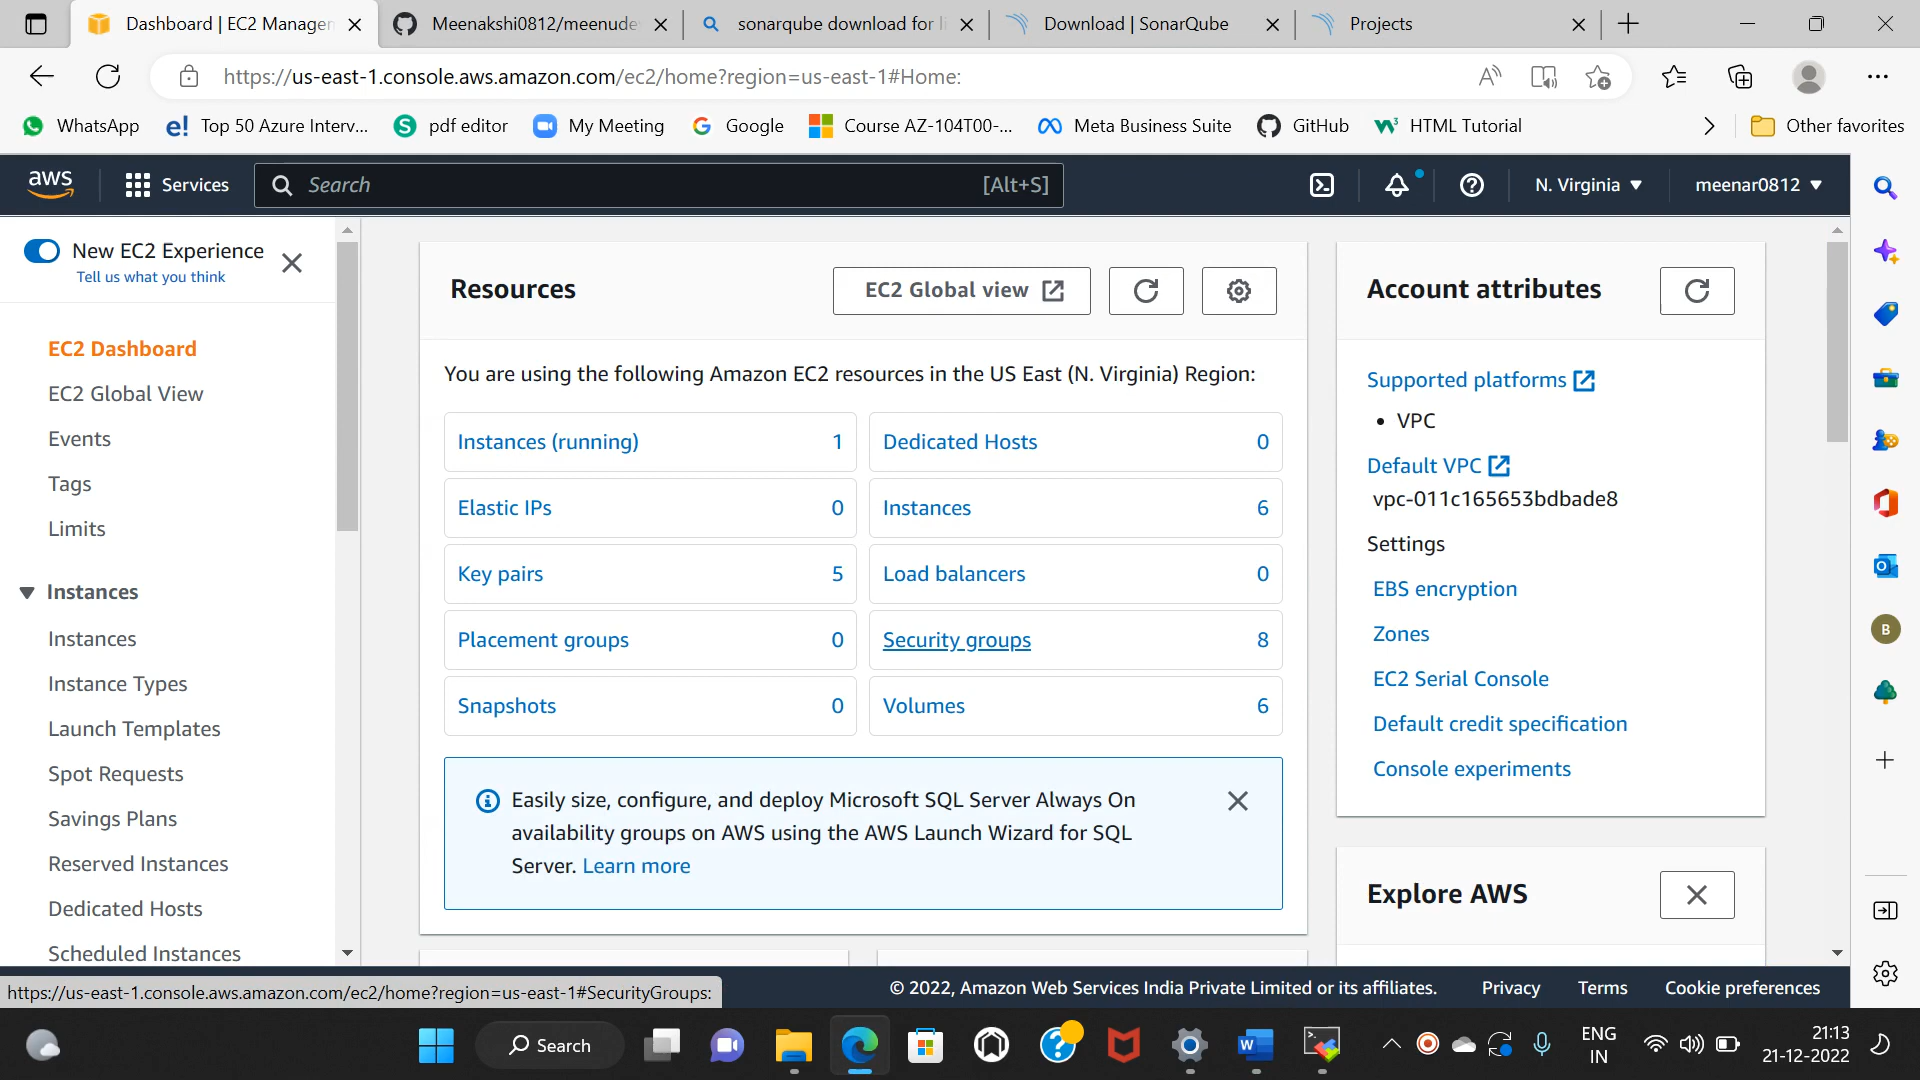 Dashboard | EC2 Managen
Meenakshi0812/meenude
sonarqube download for li
Download | SonarQube
Projects
https://us-east-1.console.aws.amazon.com/ec2/home?region=us-east-1#Home:
WhatsApp
e! Top 50 Azure Interv...
S pdf editor
My Meeting
Google
Course AZ-104T00-...
Meta Business Suite
GitHub
HTML Tutorial
Other favorites
aws
Services
Search [Alt+S]
N. Virginia
meenar0812
New EC2 Experience
Tell us what you think
EC2 Dashboard
EC2 Global View
Events
Tags
Limits
Instances
Instances
Instance Types
Launch Templates
Spot Requests
Savings Plans
Reserved Instances
Dedicated Hosts
Scheduled Instances
Resources
EC2 Global view
You are using the following Amazon EC2 resources in the US East (N. Virginia) Region:
Instances (running) 1
Dedicated Hosts 0
Elastic IPs 0
Instances 6
Key pairs 5
Load balancers 0
Placement groups 0
Security groups 8
Snapshots 0
Volumes 6
Easily size, configure, and deploy Microsoft SQL Server Always On
availability groups on AWS using the AWS Launch Wizard for SQL
Server. Learn more
Account attributes
Supported platforms
• VPC
Default VPC
vpc-011c165653bdbade8
Settings
EBS encryption
Zones
EC2 Serial Console
Default credit specification
Console experiments
Explore AWS
B
https://us-east-1.console.aws.amazon.com/ec2/home?region=us-east-1#SecurityGroups:
© 2022, Amazon Web Services India Private Limited or its affiliates.
Privacy
Terms
Cookie preferences
Search
ENG
IN
21:13
21-12-2022